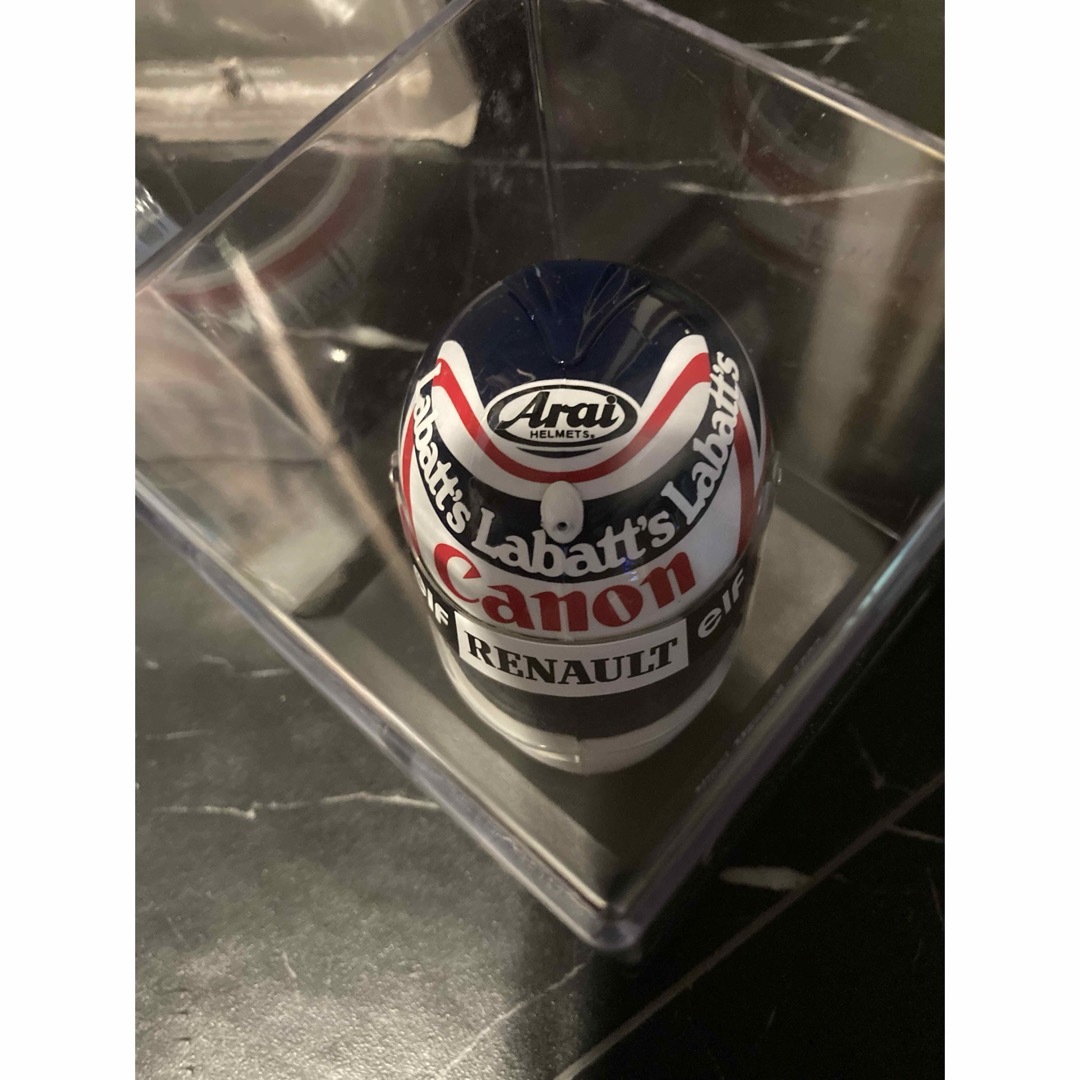 Arai
HELMETS®
Labatt's Labatt's Labatt's
Canon
elf RENAULT elf